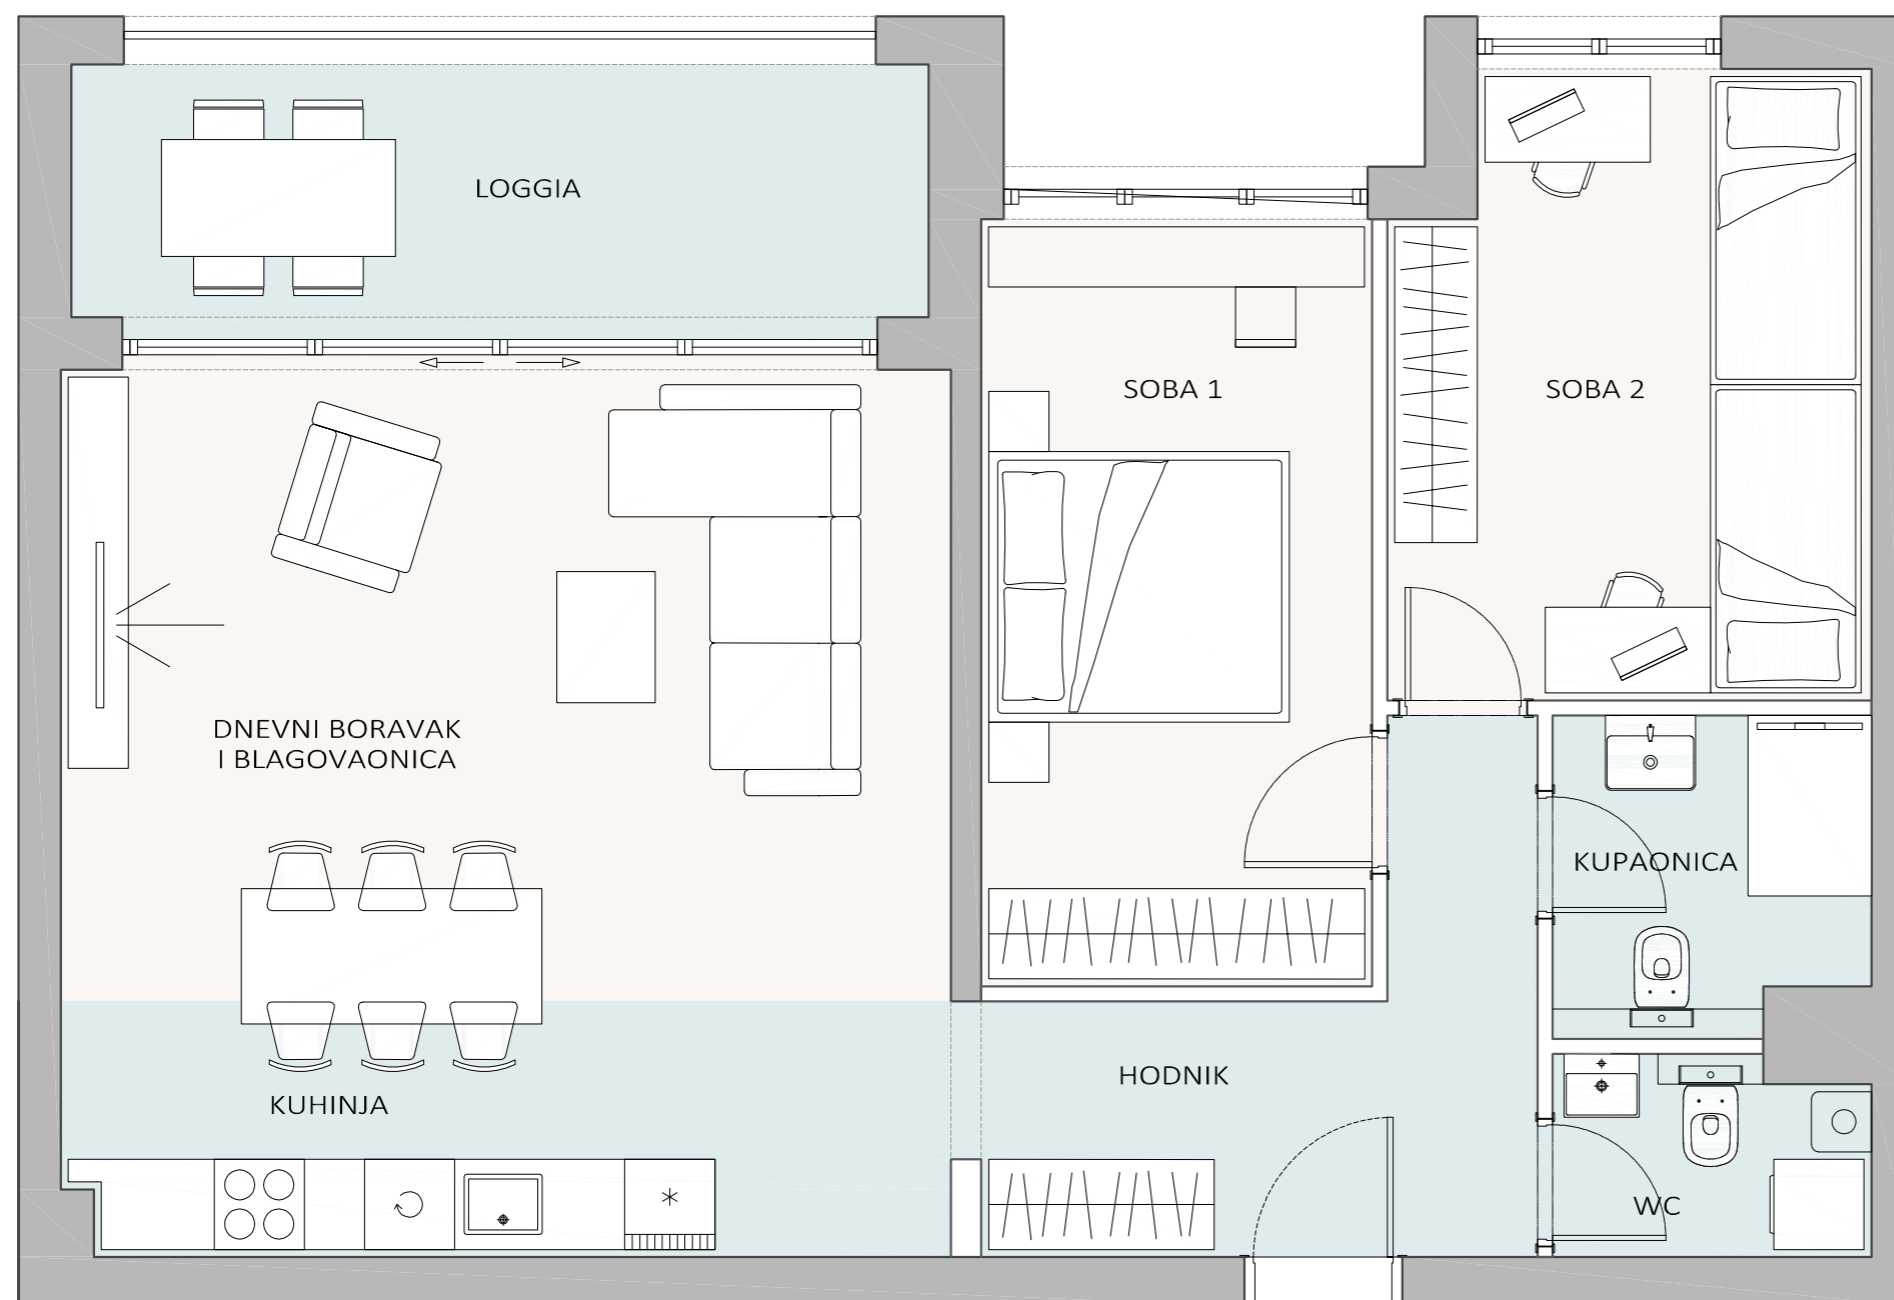 LOGGIA
SOBA 1
SOBA 2
DNEVNI BORAVAK
I BLAGOVAONICA
KUPAONICA
HODNIK
KUHINJA
WC